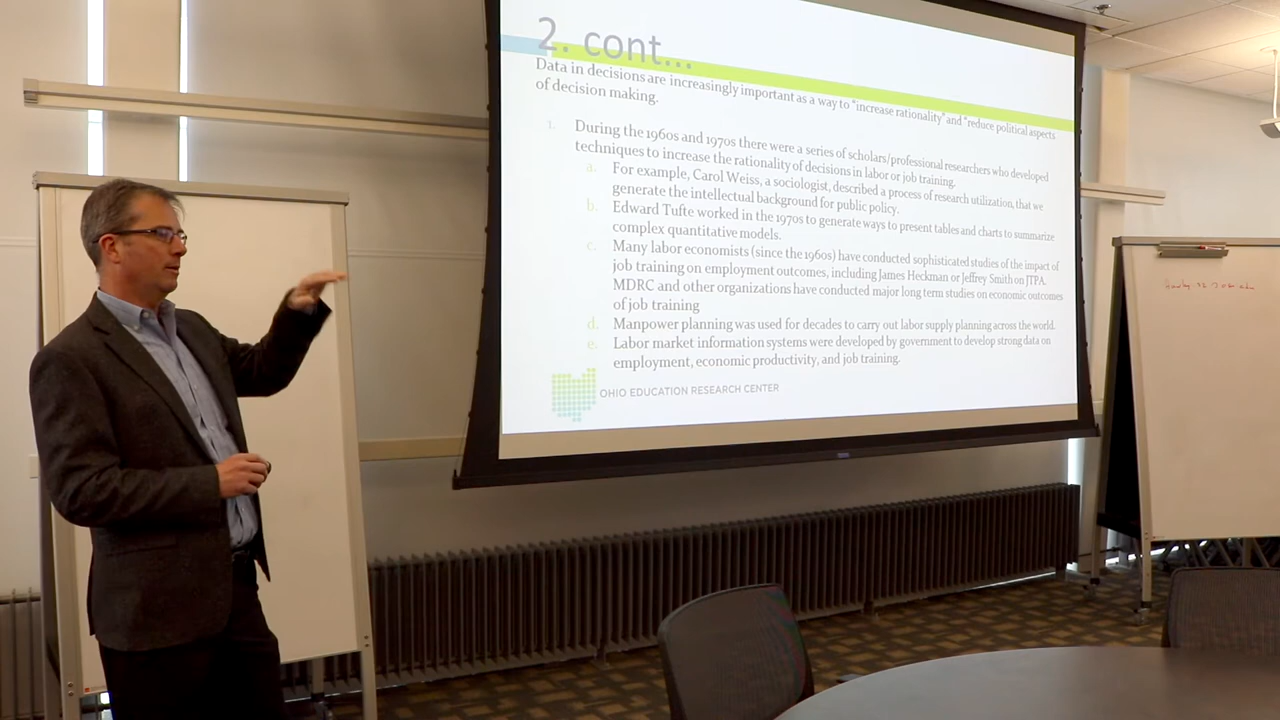 2. cont...
Data in decisions are increasingly important as a way to "increase rationality" and "reduce political aspects
of decision making.
1. During the 1960s and 1970s there were a series of scholars/professional researchers who developed
techniques to increase the rationality of decisions in labor or job training.
a. For example, Carol Weiss, a sociologist, described a process of research utilization, that we
generate the intellectual background for public policy.
b. Edward Tufte worked in the 1970s to generate ways to present tables and charts to summarize
complex quantitative models.
c. Many labor economists (since the 1960s) have conducted sophisticated studies of the impact of
job training on employment outcomes, including James Heckman or Jeffrey Smith on JTPA.
MDRC and other organizations have conducted major long term studies on economic outcomes
of job training
d. Manpower planning was used for decades to carry out labor supply planning across the world.
e. Labor market information systems were developed by government to develop strong data on
employment, economic productivity, and job training.
OHIO EDUCATION RESEARCH CENTER